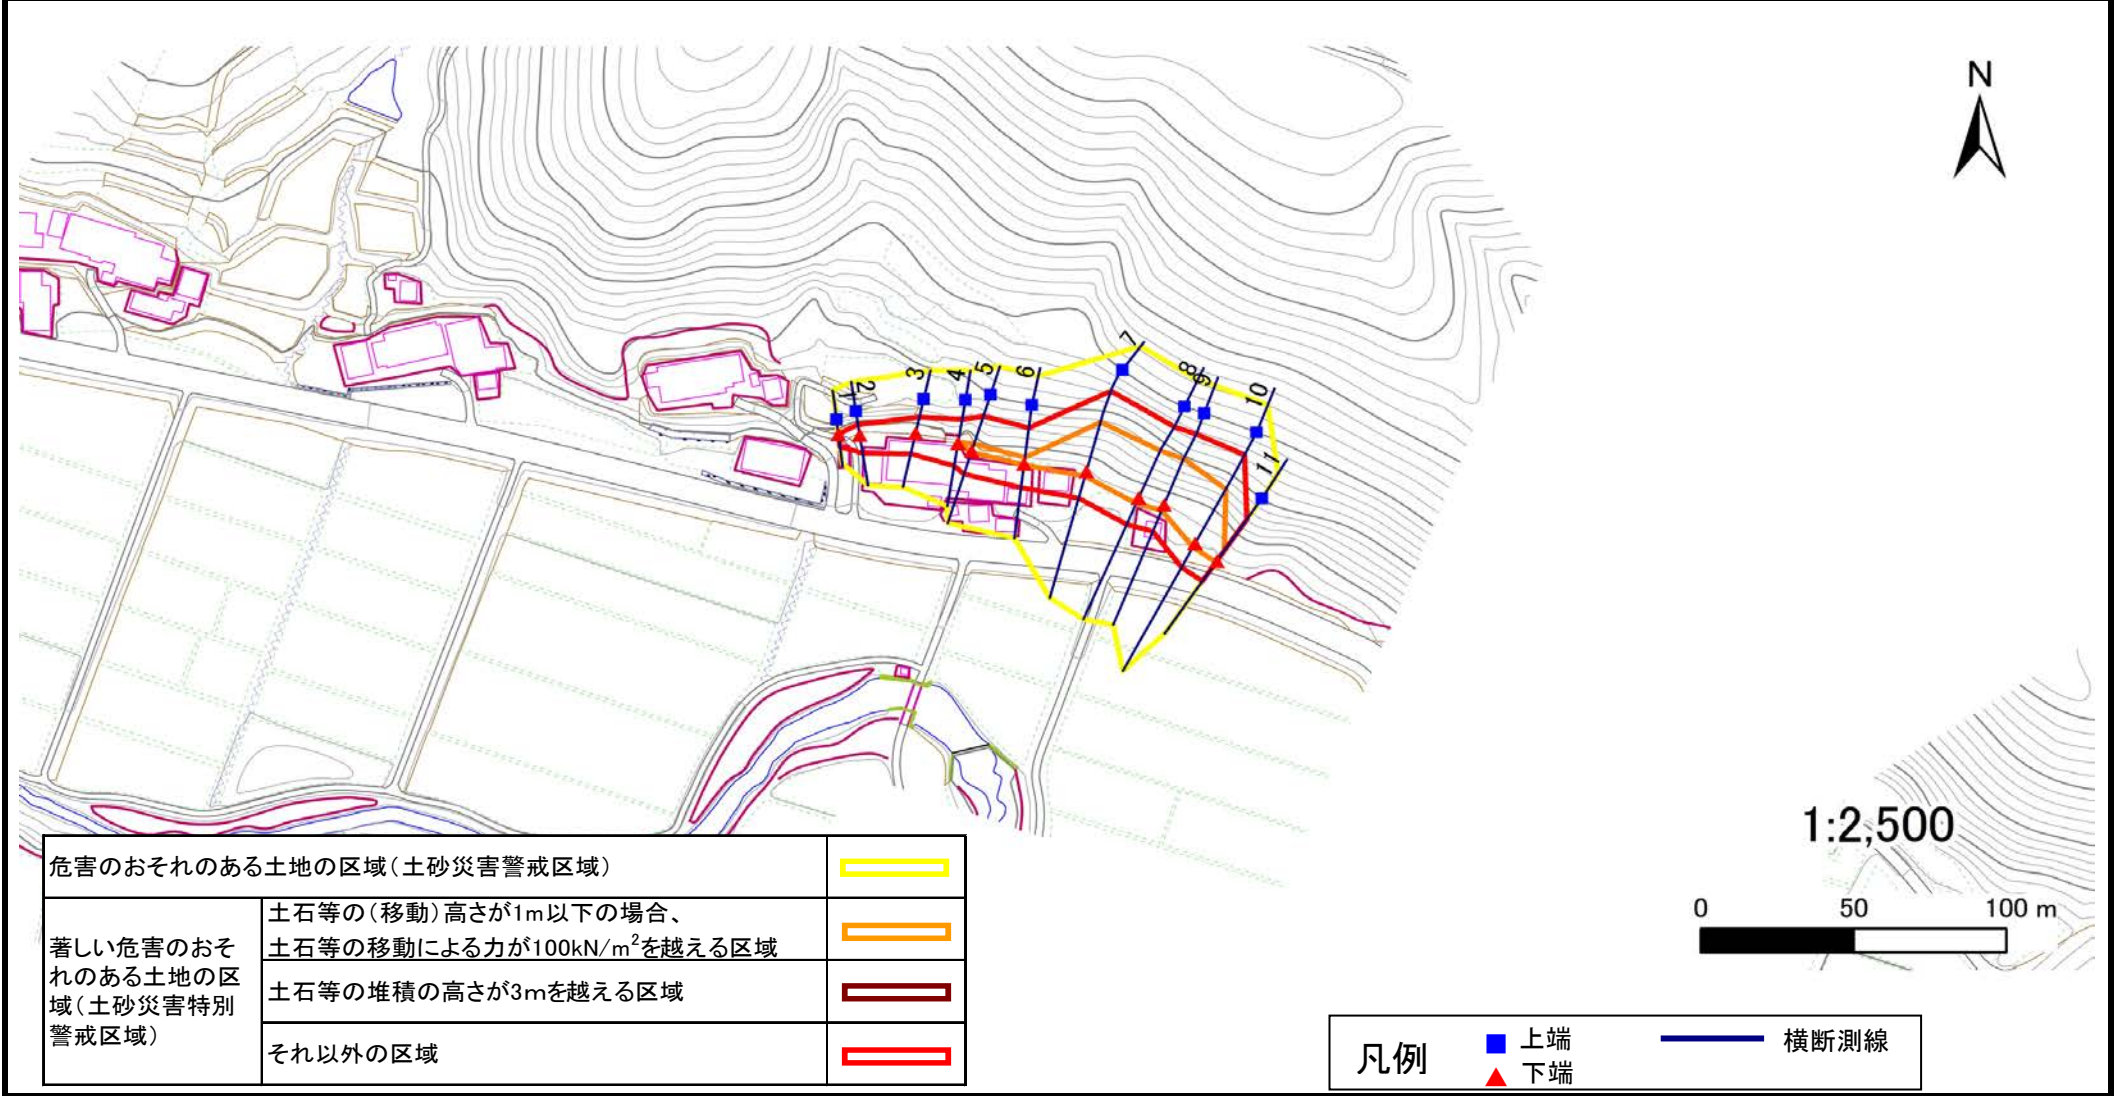 N
1
2
3
4
5
6
7
8
9
10
11
1:2,500
0 50 100 m
危害のおそれのある土地の区域(土砂災害警戒区域)
著しい危害のおそ
れのある土地の区
域(土砂災害特別
警戒区域)
土石等の(移動)高さが1m以下の場合、
土石等の移動による力が100kN/m²を越える区域
土石等の堆積の高さが3mを越える区域
それ以外の区域
凡例
上端
下端
横断測線